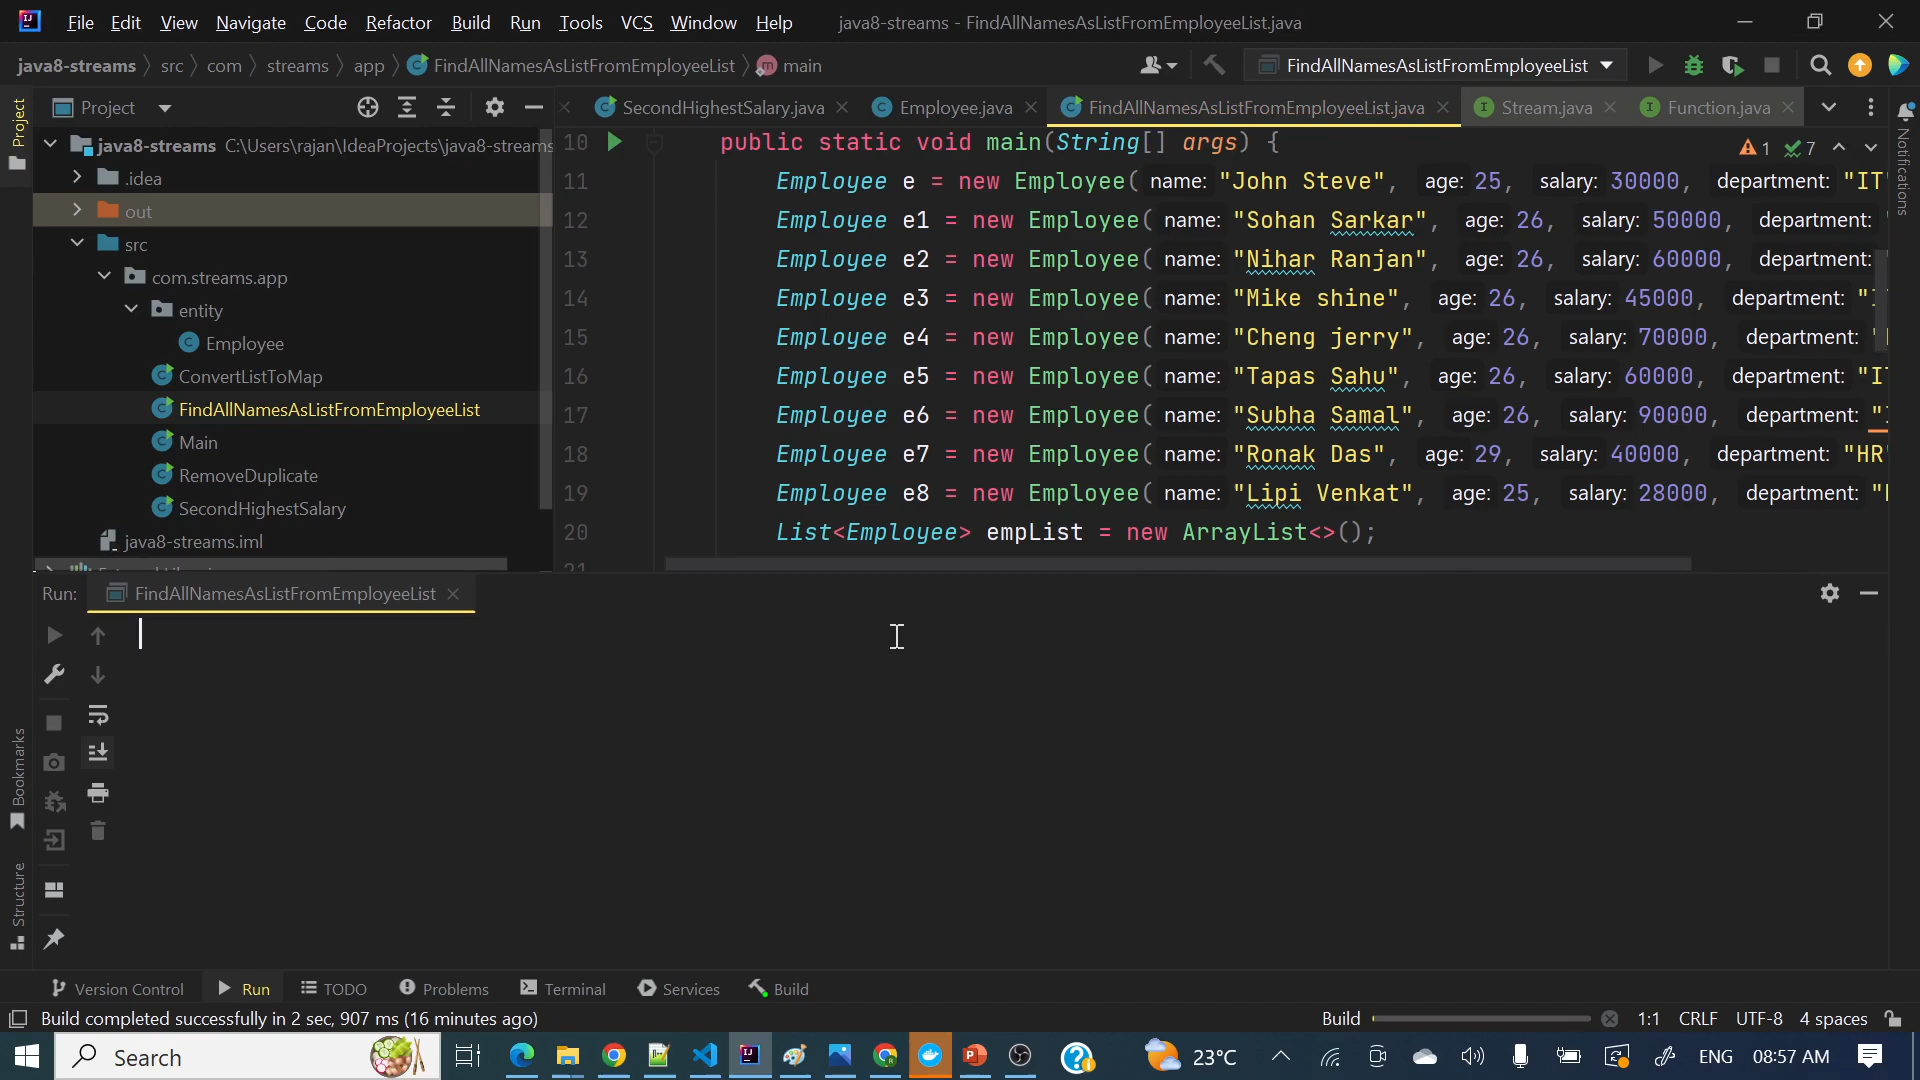 File Edit View Navigate Code Refactor Build Run Tools VCS Window Help java8-streams - FindAllNamesAsListFromEmployeeList.java
java8-streams src com streams app FindAllNamesAsListFromEmployeeList main FindAllNamesAsListFromEmployeeList
Project SecondHighestSalary.java Employee.java FindAllNamesAsListFromEmployeeList.java Stream.java Function.java
Project
Notifications
Bookmarks
Structure
java8-streams C:\Users\rajan\IdeaProjects\java8-streams
.idea
out
src
com.streams.app
entity
Employee
ConvertListToMap
FindAllNamesAsListFromEmployeeList
Main
RemoveDuplicate
SecondHighestSalary
java8-streams.iml
1 7
10 public static void main(String[] args) {
11 Employee e = new Employee( name: "John Steve", age: 25, salary: 30000, department: "IT"
12 Employee e1 = new Employee( name: "Sohan Sarkar", age: 26, salary: 50000, department: "
13 Employee e2 = new Employee( name: "Nihar Ranjan", age: 26, salary: 60000, department:
14 Employee e3 = new Employee( name: "Mike shine", age: 26, salary: 45000, department: "I
15 Employee e4 = new Employee( name: "Cheng jerry", age: 26, salary: 70000, department: "
16 Employee e5 = new Employee( name: "Tapas Sahu", age: 26, salary: 60000, department: "IT
17 Employee e6 = new Employee( name: "Subha Samal", age: 26, salary: 90000, department: "I
18 Employee e7 = new Employee( name: "Ronak Das", age: 29, salary: 40000, department: "HR"
19 Employee e8 = new Employee( name: "Lipi Venkat", age: 25, salary: 28000, department: "
20 List<Employee> empList = new ArrayList<>();
21
Run: FindAllNamesAsListFromEmployeeList
Version Control Run TODO Problems Terminal Services Build
Build completed successfully in 2 sec, 907 ms (16 minutes ago) Build 1:1 CRLF UTF-8 4 spaces
Search 23°C ENG 08:57 AM